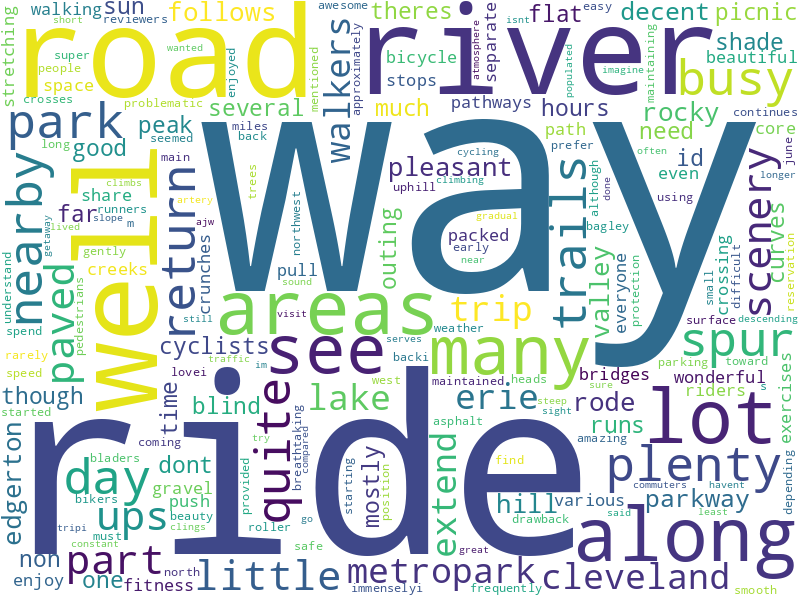 walking sun follows theres flat decent picnic
short reviewers awesome easy isnt wanted
stretching super people space mentioned enjoyed approximately
road river atmosphere separate shade beautiful
bicycle stops busy maintaining populated imagine
crosses problematic several much pathways hours rocky continues
park peak walkers path need core
miles back seemed main cycling prefer often
long good way pleasant id even june longer
nearby well climbs share return uphill climbing trails although
far runners slope m trees northwest artery ajw
gradual bagley done using scenery curves
lived gently crunches pull packed early near valley everyone
outing protection small crossing difficult
understand getaway creeks sound
spend paved pedestrians areas trip surface descending reservation
still visit weather many spur parking toward
rarely cyclists see traffic serves backi
speed though time lovei im west maintained heads bridges wonderful s
started coming blind lake erie rode riders sure steep sight amazing
ride lot
edgerton day dont quite breathtaking compared try go
bladers bikers gravel push provided starting mostly position
extend asphalt runs exercises
find plenty commuters havent depending
tripi beauty ups must clings roller hill various parkway said least
constant drawback along
non part one north safe great
enjoy fitness little immenselyi metropark frequently cleveland smooth